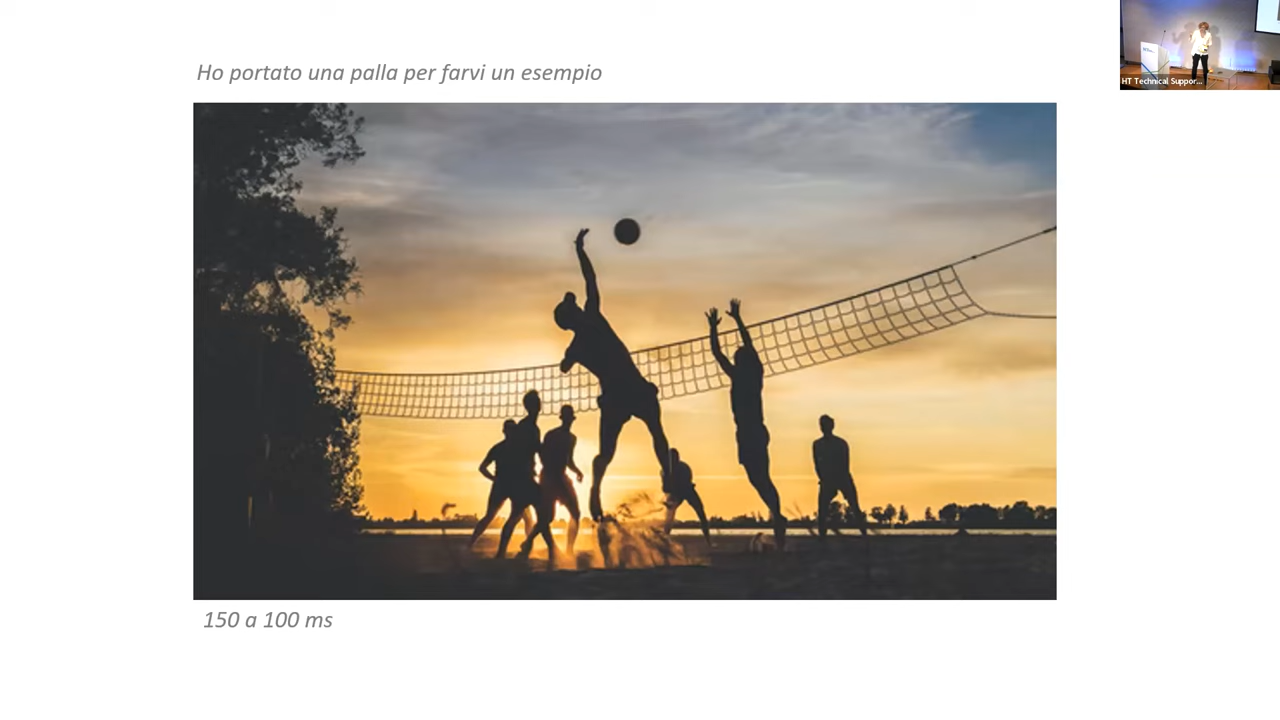 Ho portato una palla per farvi un esempio
HT Technical Suppor...
150 a 100 ms